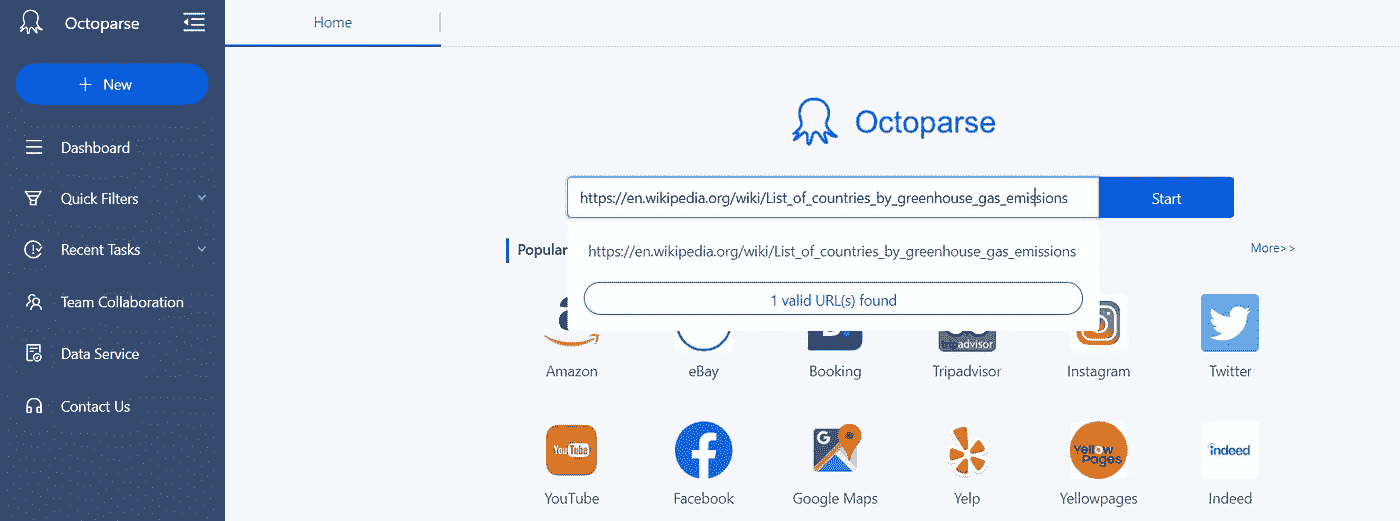 Octoparse
+ New
Dashboard
Quick Filters
Recent Tasks
Team Collaboration
Data Service
Contact Us
Home
Octoparse
https://en.wikipedia.org/wiki/List_of_countries_by_greenhouse_gas_emissions
Start
Popular
https://en.wikipedia.org/wiki/List_of_countries_by_greenhouse_gas_emissions
More>>
1 valid URL(s) found
advisor
Amazon
eBay
Booking
Tripadvisor
Instagram
Twitter
YouTube
G
Yellow Pages
indeed
YouTube
Facebook
Google Maps
Yelp
Yellowpages
Indeed